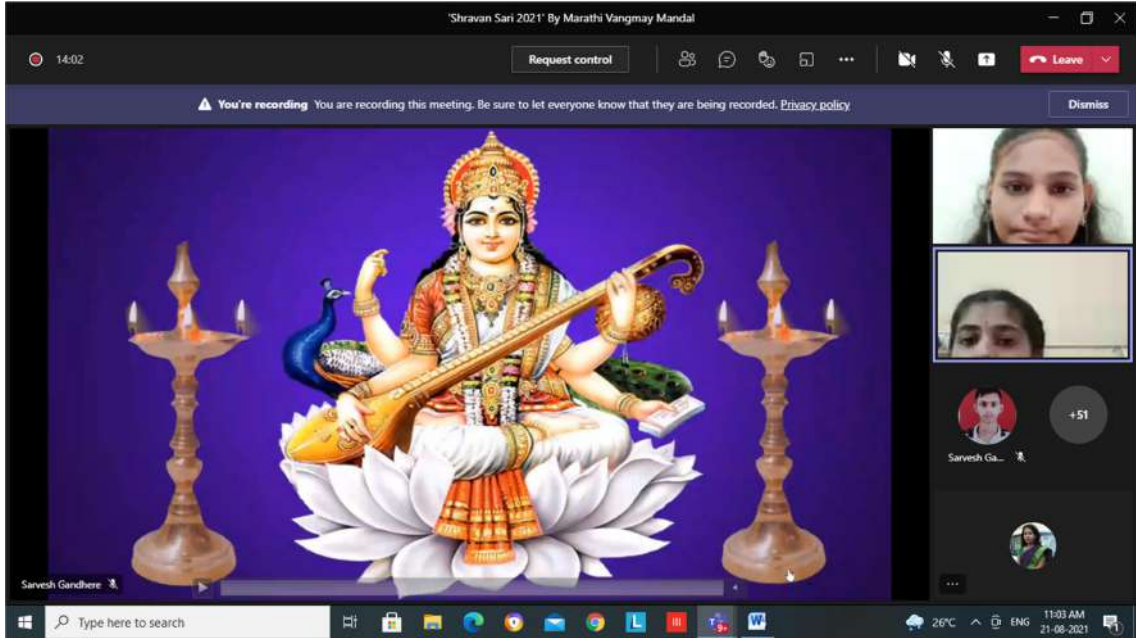 'Shravan Sari 2021' By Marathi Vangmay Mandal
14:02
Request control
Leave
You're recording You are recording this meeting. Be sure to let everyone know that they are being recorded. Privacy policy
Dismiss
+51
Sarvesh Ga...
Sarvesh Gandhere
Type here to search
L
9+
W
26°C
ENG
11:03 AM
21-08-2021
1